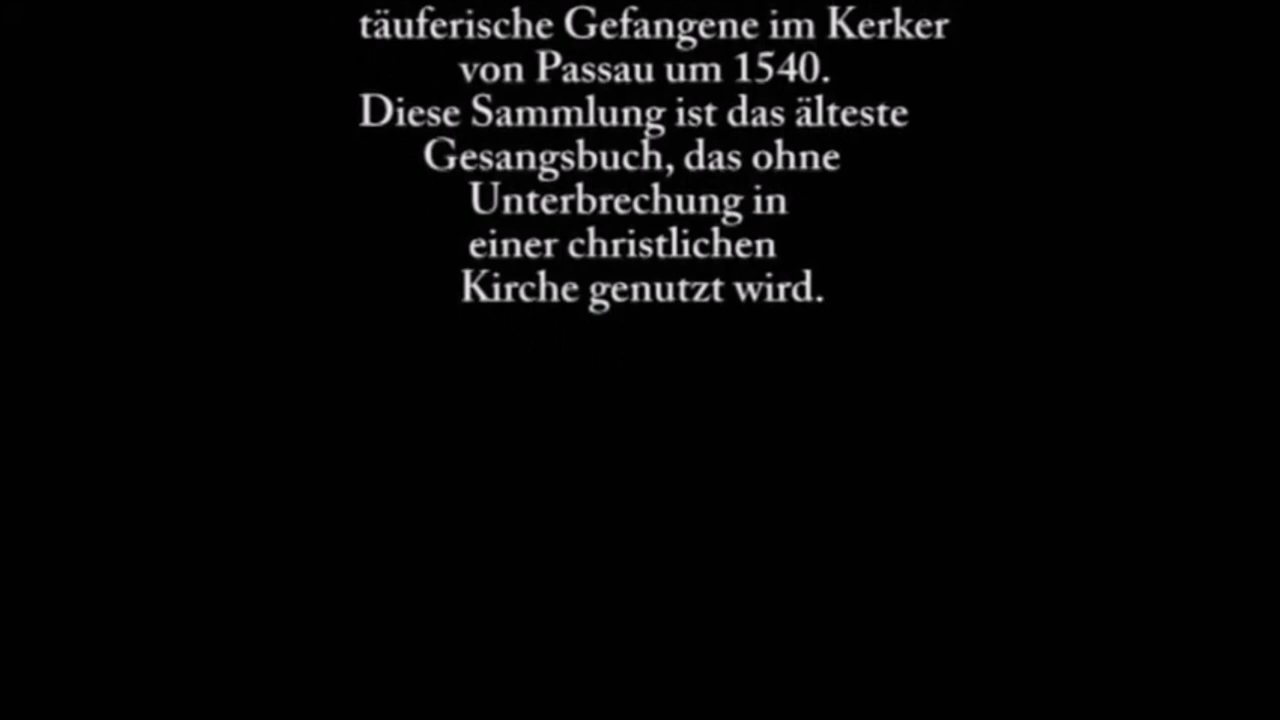 täuferische Gefangene im Kerker
von Passau um 1540.
Diese Sammlung ist das älteste
Gesangsbuch, das ohne
Unterbrechung in
einer christlichen
Kirche genutzt wird.